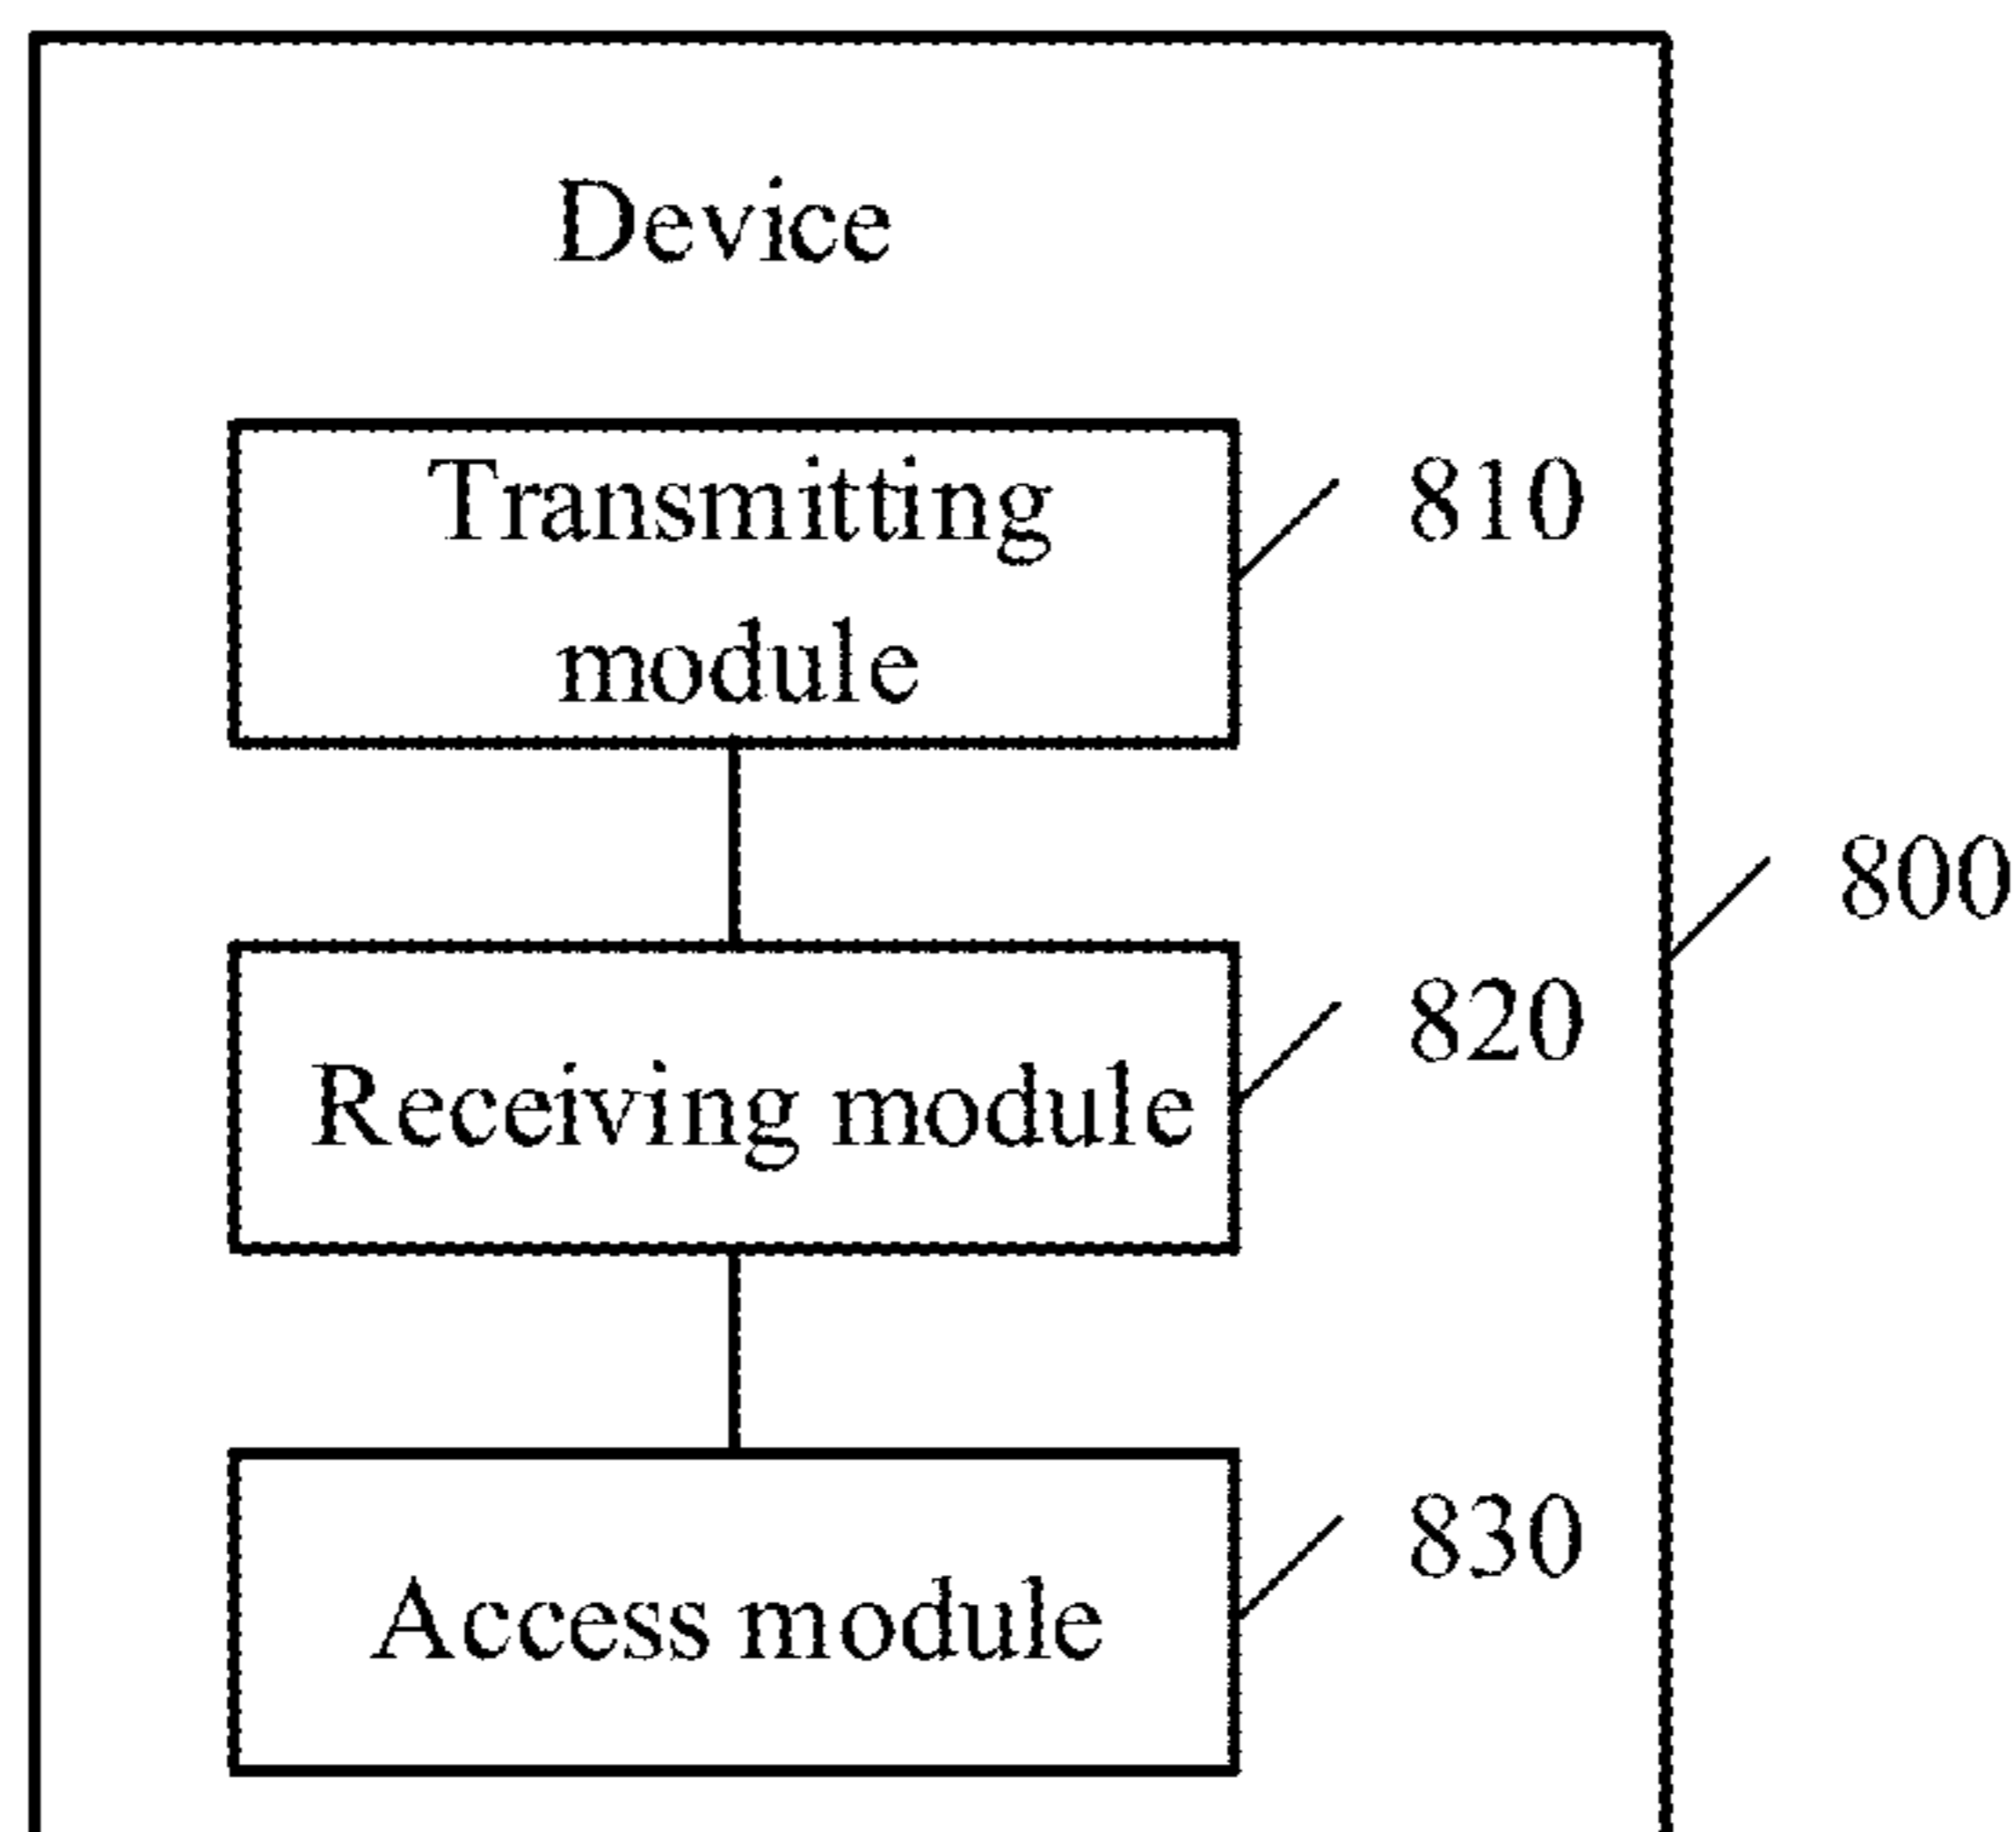 Device
Transmitting
module
810
800
Receiving module
820
Access module
830